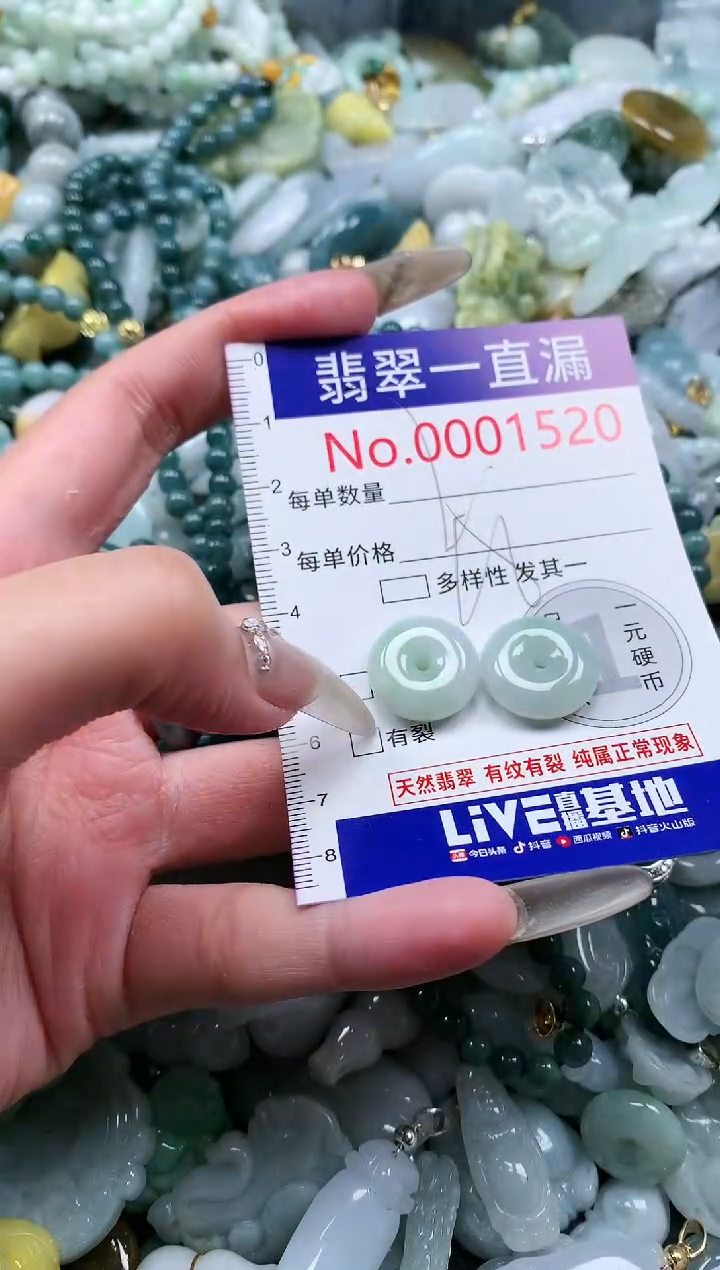 0
翡翠一直漏
1
No.0001520
2
每单数量
3
每单价格
多样性 发其一
4
一元硬币
有裂
6
天然翡翠 有纹有裂 纯属正常现象
7
LiVE直播基地
8
今日头条 抖音 西瓜视频 抖音火山版